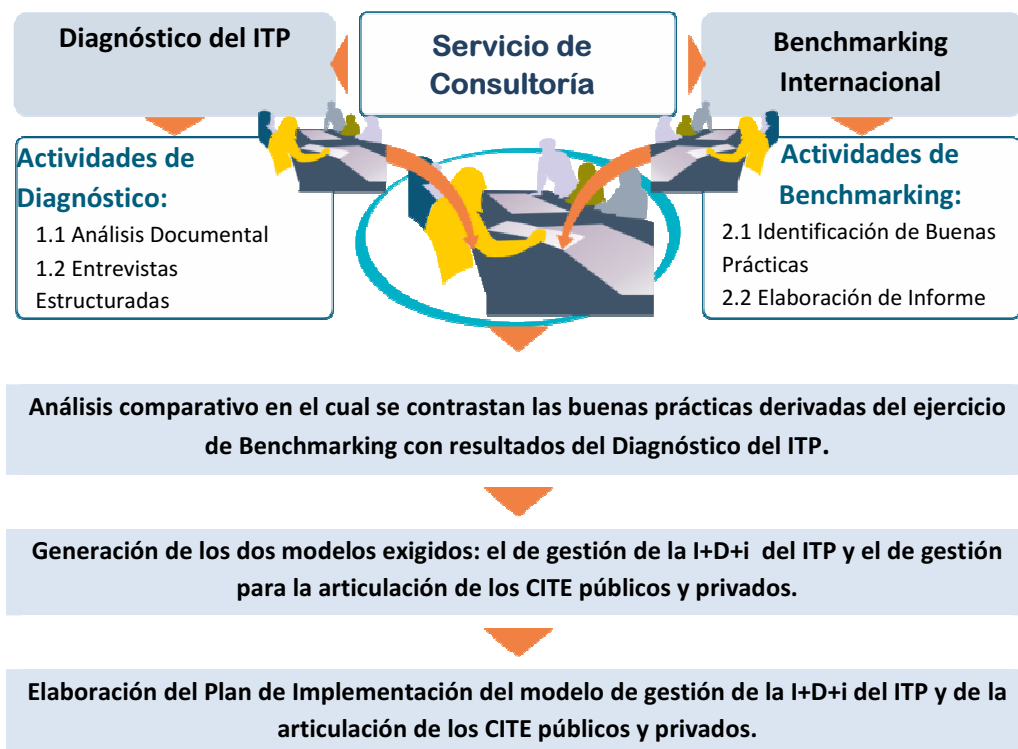 Diagnóstico del ITP
Servicio de
Consultoría
Benchmarking
Internacional
Actividades de
Diagnóstico:
1.1 Análisis Documental
1.2 Entrevistas
Estructuradas
Actividades de
Benchmarking:
2.1 Identificación de Buenas
Prácticas
2.2 Elaboración de Informe
Análisis comparativo en el cual se contrastan las buenas prácticas derivadas del ejercicio
de Benchmarking con resultados del Diagnóstico del ITP.
Generación de los dos modelos exigidos: el de gestión de la I+D+i del ITP y el de gestión
para la articulación de los CITE públicos y privados.
Elaboración del Plan de Implementación del modelo de gestión de la I+D+i del ITP y de la
articulación de los CITE públicos y privados.